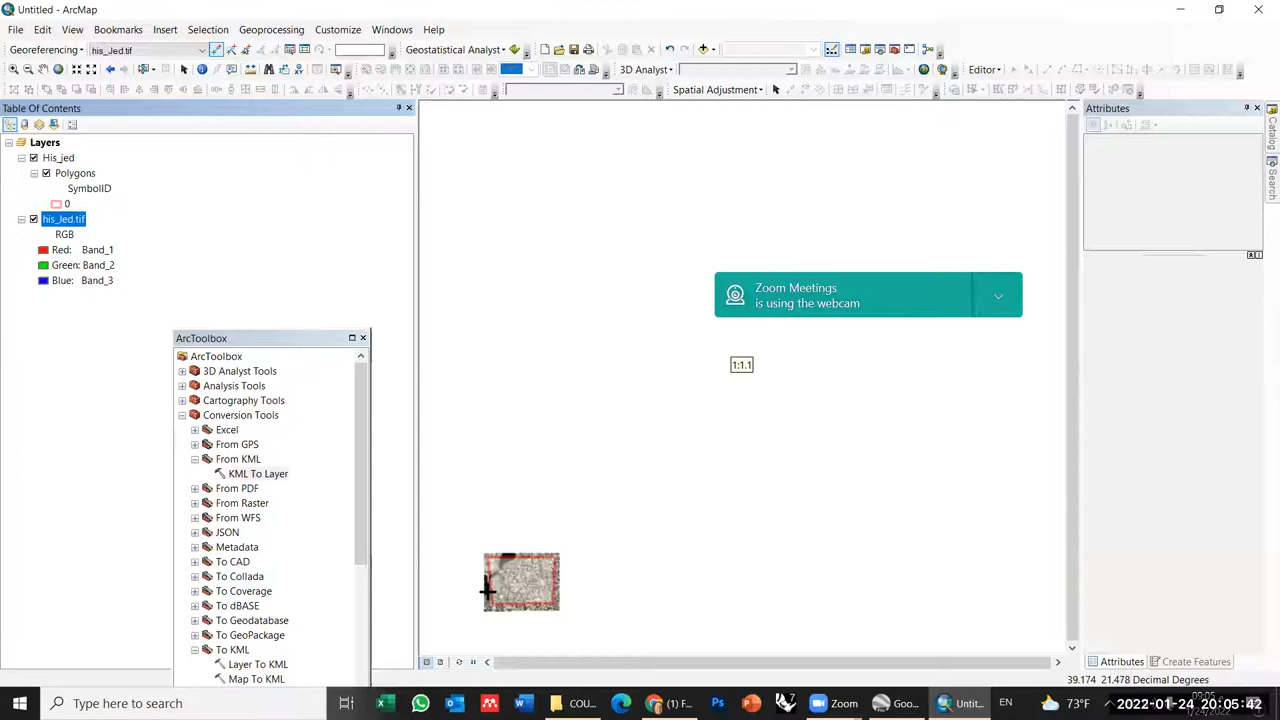 Untitled - ArcMap
File Edit View Bookmarks Insert Selection Geoprocessing Customize Windows Help
Georeferencing his_Jed.tif Geostatistical Analyst
3D Analyst Editor
Spatial Adjustment
Table Of Contents
Layers
His_jed
Polygons
SymbolID
0
his_Jed.tif
RGB
Red: Band_1
Green: Band_2
Blue: Band_3
ArcToolbox
ArcToolbox
3D Analyst Tools
Analysis Tools
Cartography Tools
Conversion Tools
Excel
From GPS
From KML
KML To Layer
From PDF
From Raster
From WFS
JSON
Metadata
To CAD
To Collada
To Coverage
To dBASE
To Geodatabase
To GeoPackage
To KML
Layer To KML
Map To KML
Zoom Meetings
is using the webcam
1:1.1
Attributes
Catalog
Search
Attributes Create Features
39.174 21.478 Decimal Degrees
Type here to search
COU...
(1) F...
Zoom
Goo...
Untit...
73°F
EN
2022-01-24 20:05:42